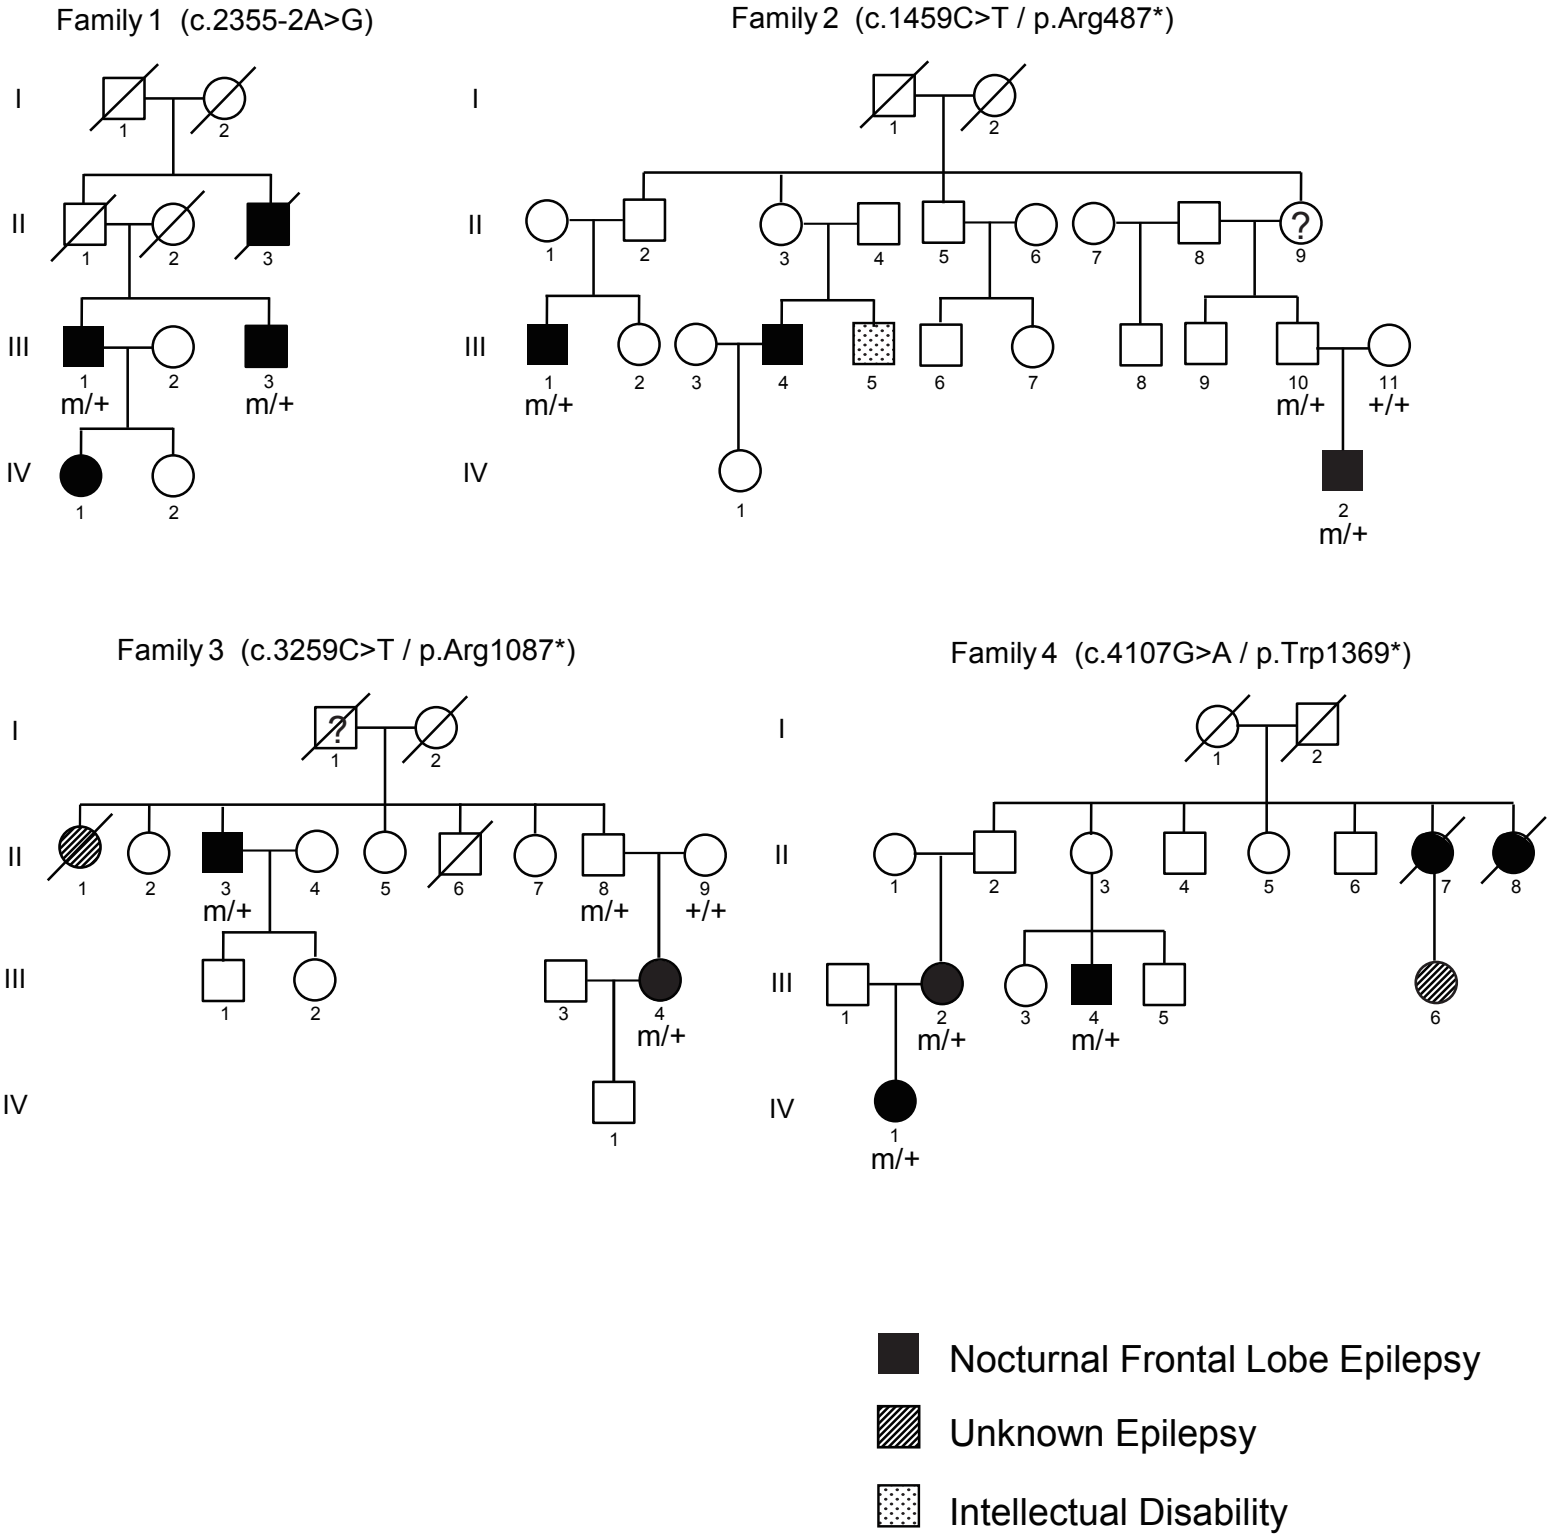 Family 1 (c.2355-2A>G)
I
1 2
II
1 2 3
III
1 2 3
m/+ m/+
IV
1 2
Family 2 (c.1459C>T / p.Arg487*)
I
1 2
II
?
1 2 3 4 5 6 7 8 9
III
1 2 3 4 5 6 7 8 9 10 11
m/+ m/+ +/+
IV
1 2
m/+
Family 3 (c.3259C>T / p.Arg1087*)
I
?
1 2
II
1 2 3 4 5 6 7 8 9
m/+ m/+ +/+
III
1 2 3 4
m/+
IV
1
Family 4 (c.4107G>A / p.Trp1369*)
I
1 2
II
1 2 3 4 5 6 7 8
III
1 2 3 4 5 6
m/+ m/+
IV
1
m/+
Nocturnal Frontal Lobe Epilepsy
Unknown Epilepsy
Intellectual Disability